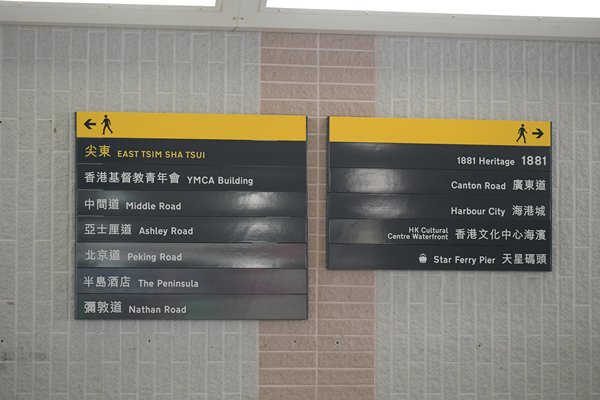 尖東 EAST TSIM SHA TSUI
香港基督教青年會 YMCA Building
中間道 Middle Road
亞士厘道 Ashley Road
北京道 Peking Road
半島酒店 The Peninsula
彌敦道 Nathan Road
1881 Heritage 1881
Canton Road 廣東道
Harbour City 海港城
HK Cultural
Centre Waterfront 香港文化中心海濱
Star Ferry Pier 天星碼頭